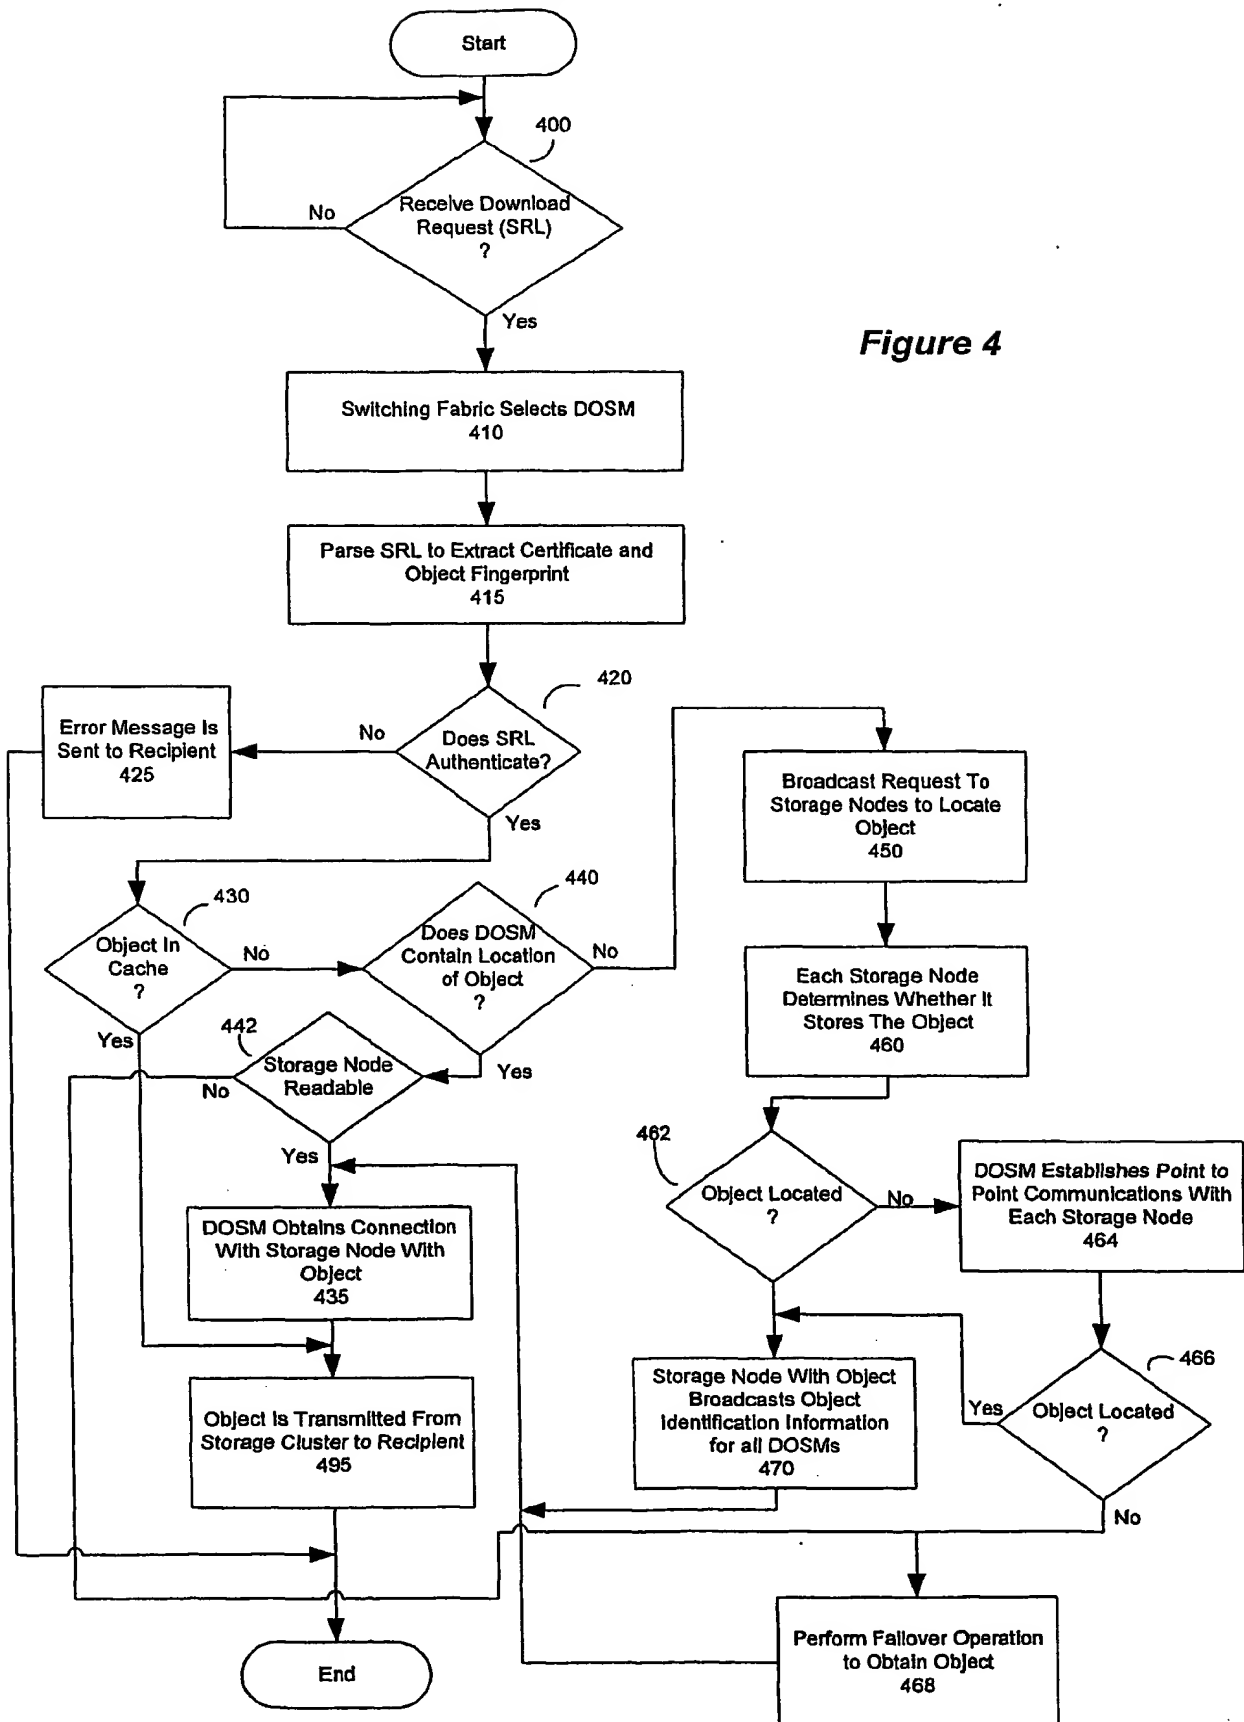 Start
400
Receive Download
Request (SRL)
?
No
Yes
Figure 4
Switching Fabric Selects DOSM
410
Parse SRL to Extract Certificate and
Object Fingerprint
415
420
Does SRL
Authenticate?
No
Yes
Error Message Is
Sent to Recipient
425
Broadcast Request To
Storage Nodes to Locate
Object
450
430
Object In
Cache
?
No
Yes
440
Does DOSM
Contain Location
of Object
?
No
Yes
Each Storage Node
Determines Whether It
Stores The Object
460
442
Storage Node
Readable
No
Yes
462
Object Located
?
No
DOSM Establishes Point to
Point Communications With
Each Storage Node
464
DOSM Obtains Connection
With Storage Node With
Object
435
466
Object Located
?
Yes
No
Storage Node With Object
Broadcasts Object
Identification Information
for all DOSMs
470
Object Is Transmitted From
Storage Cluster to Recipient
495
Perform Failover Operation
to Obtain Object
468
End